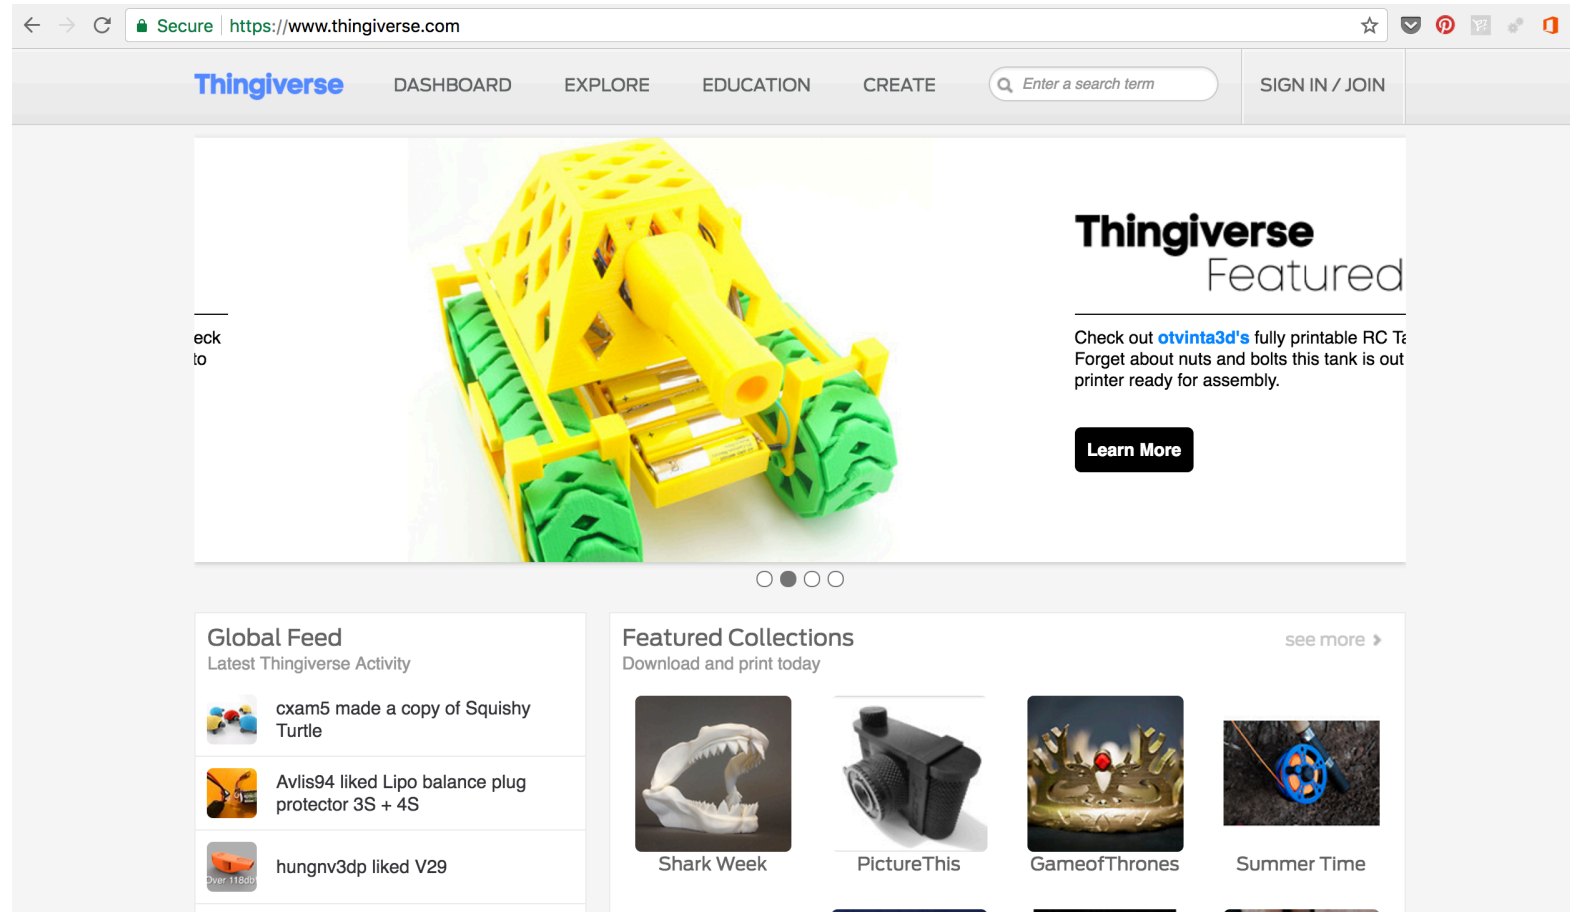 Secure https://www.thingiverse.com
Thingiverse DASHBOARD EXPLORE EDUCATION CREATE Enter a search term SIGN IN / JOIN
Thingiverse
Featured
eck
to
Check out otvinta3d's fully printable RC Ta
Forget about nuts and bolts this tank is out
printer ready for assembly.
Learn More
Global Feed
Latest Thingiverse Activity
cxam5 made a copy of Squishy
Turtle
Avlis94 liked Lipo balance plug
protector 3S + 4S
Over 118db!
hungnv3dp liked V29
Featured Collections
see more
Download and print today
Shark Week
PictureThis
GameofThrones
Summer Time